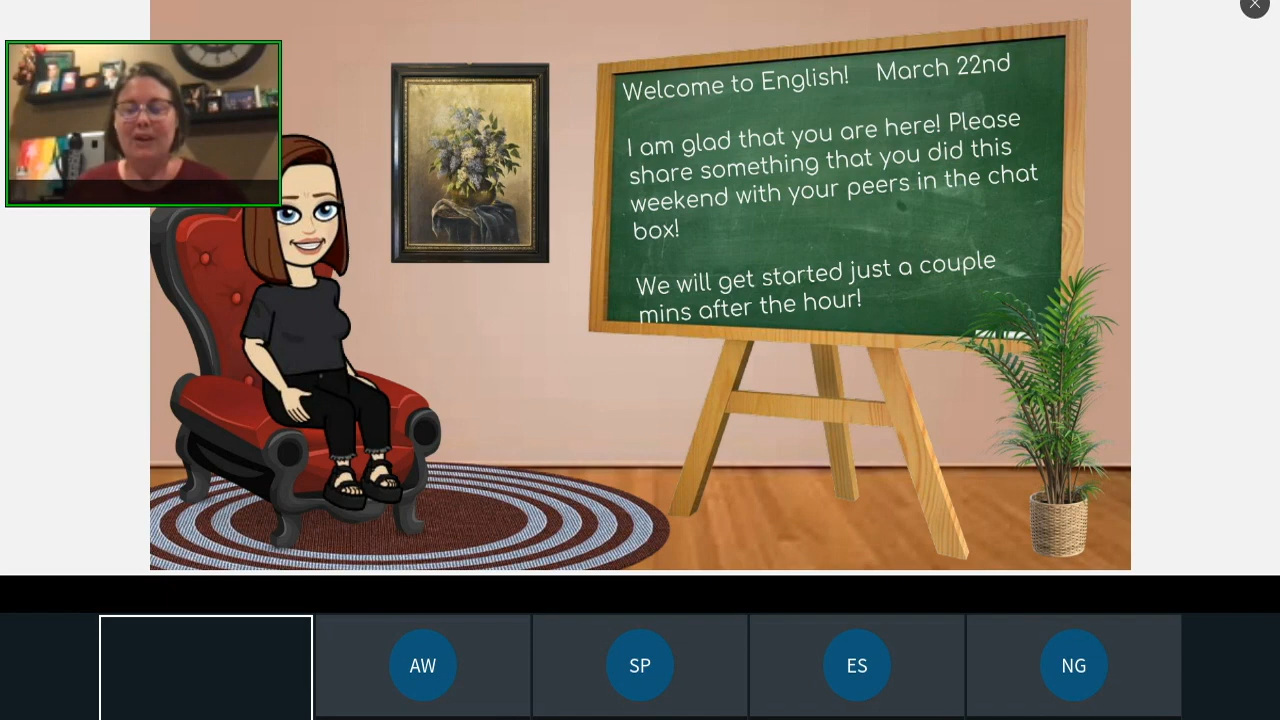 Welcome to English! March 22nd
I am glad that you are here! Please
share something that you did this
weekend with your peers in the chat
box!
We will get started just a couple
mins after the hour!
AW
SP
ES
NG